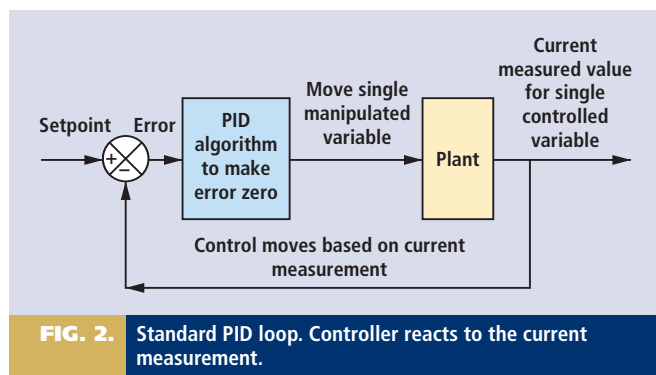 Current
measured value
for single
controlled
variable
Move single
manipulated
variable
Setpoint
Error
+
−
PID
algorithm
to make
error zero
Plant
Control moves based on current
measurement
FIG. 2.
Standard PID loop. Controller reacts to the current
measurement.